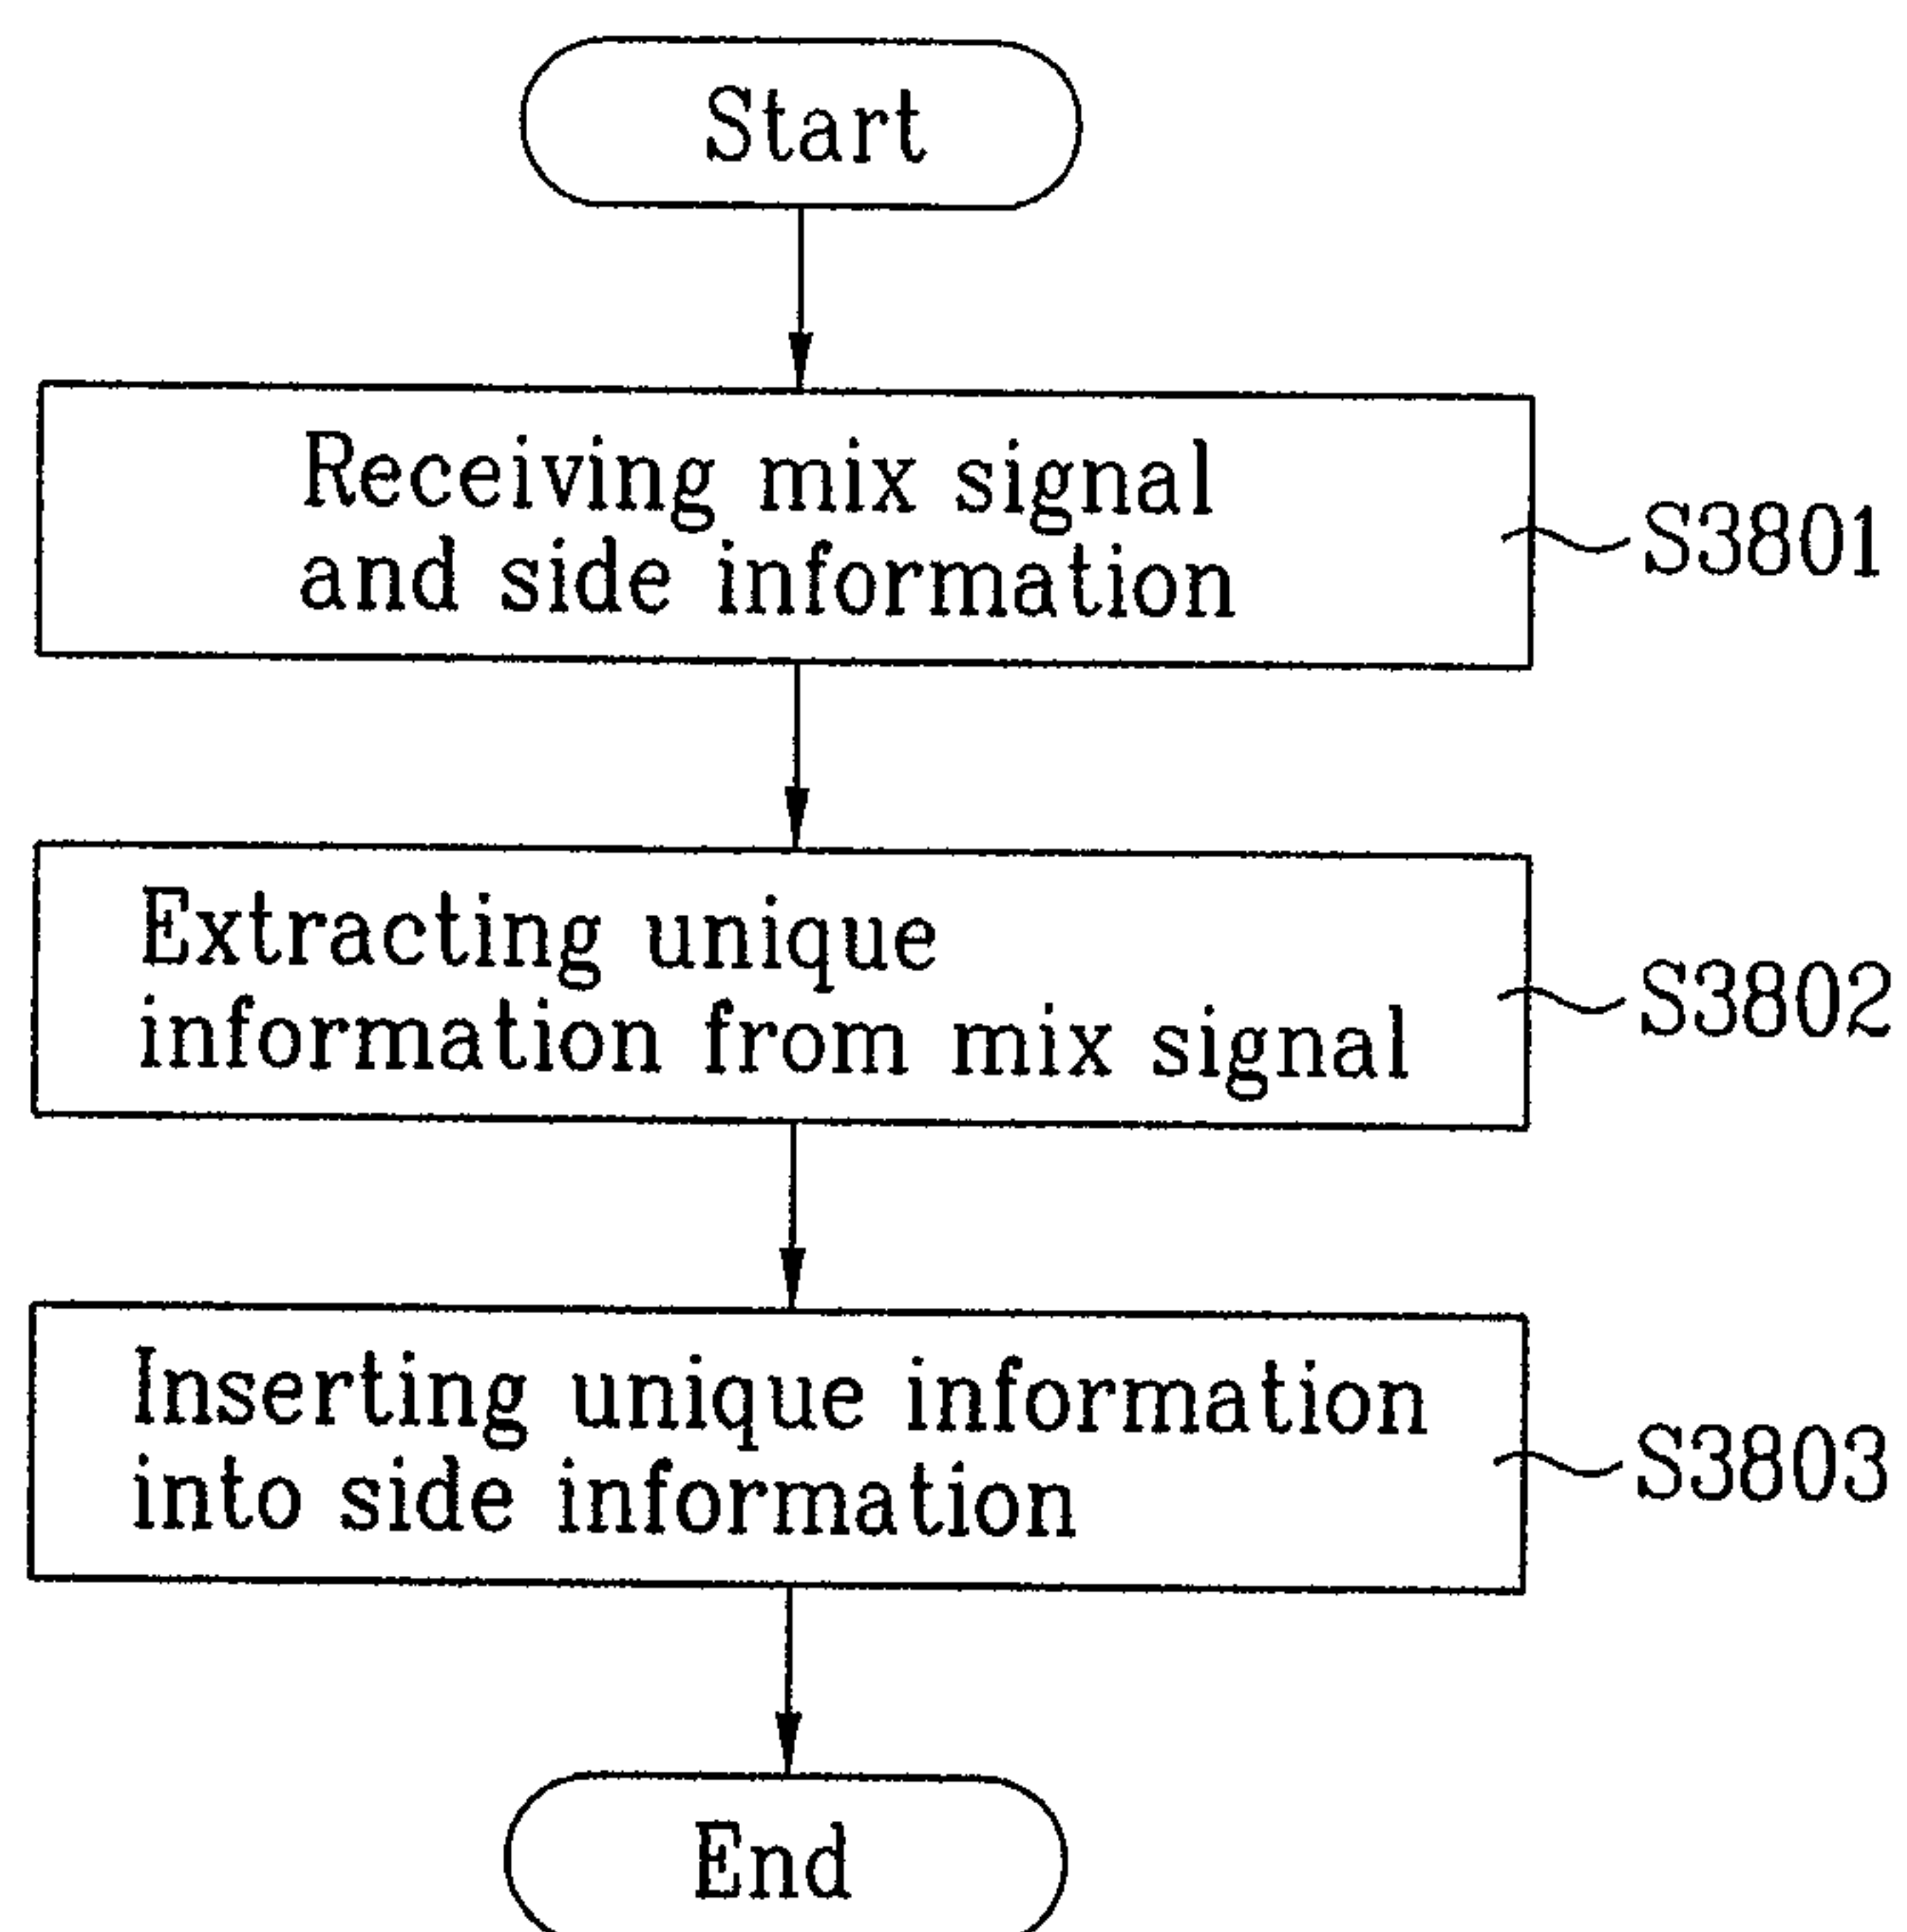 Start
Receiving mix signal
and side information
S3801
Extracting unique
information from mix signal
S3802
Inserting unique information
into side information
S3803
End